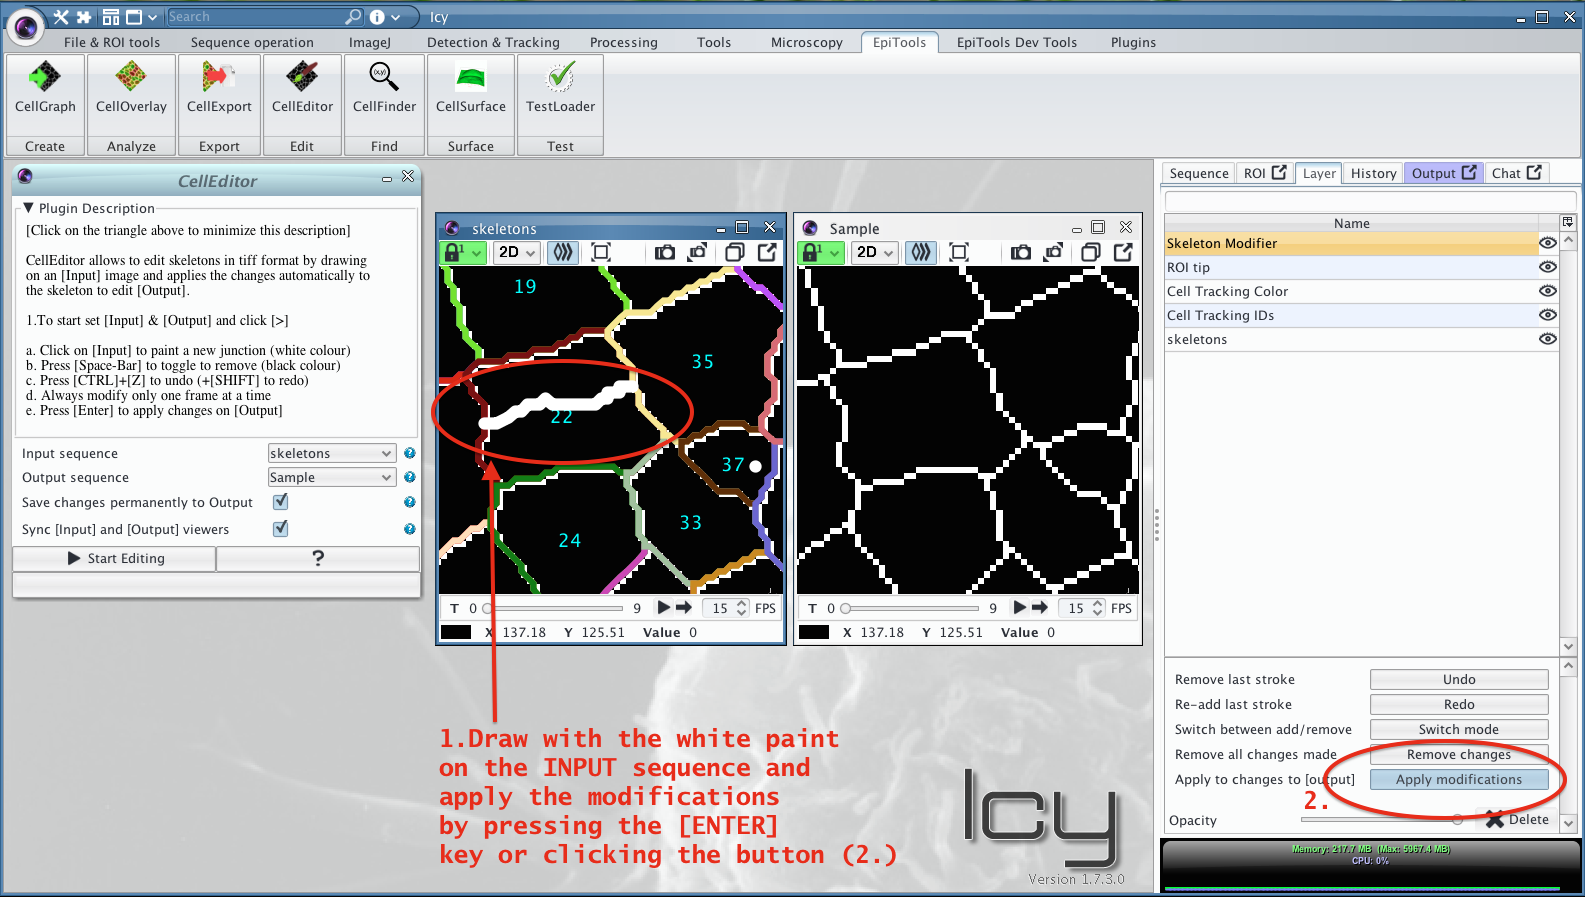 Search
Icy
File & ROI tools Sequence operation ImageJ Detection & Tracking Processing Tools Microscopy EpiTools EpiTools Dev Tools Plugins
CellGraph CellOverlay CellExport CellEditor CellFinder CellSurface TestLoader
(x,y)
Create Analyze Export Edit Find Surface Test
CellEditor
▼ Plugin Description
[Click on the triangle above to minimize this description]
CellEditor allows to edit skeletons in tiff format by drawing
on an [Input] image and applies the changes automatically to
the skeleton to edit [Output].
1.To start set [Input] & [Output] and click [>]
a. Click on [Input] to paint a new junction (white colour)
b. Press [Space-Bar] to toggle to remove (black colour)
c. Press [CTRL]+[Z] to undo (+[SHIFT] to redo)
d. Always modify only one frame at a time
e. Press [Enter] to apply changes on [Output]
Input sequence skeletons
Output sequence Sample
Save changes permanently to Output
Sync [Input] and [Output] viewers
Start Editing ?
skeletons
1 2D
19
35
22
37
33
24
T 0 9 15 FPS
X 137.18 Y 125.51 Value 0
Sample
1 2D
T 0 9 15 FPS
X 137.18 Y 125.51 Value 0
1.Draw with the white paint
on the INPUT sequence and
apply the modifications
by pressing the [ENTER]
key or clicking the button (2.)
Icy
Version 1.7.3.0
Sequence ROI Layer History Output Chat
Name
Skeleton Modifier
ROI tip
Cell Tracking Color
Cell Tracking IDs
skeletons
Remove last stroke Undo
Re-add last stroke Redo
Switch between add/remove Switch mode
Remove all changes made Remove changes
Apply to changes to [output] Apply modifications
2.
Opacity Delete
Memory: 217.7 MB (Max: 5967.4 MB)
CPU: 0%